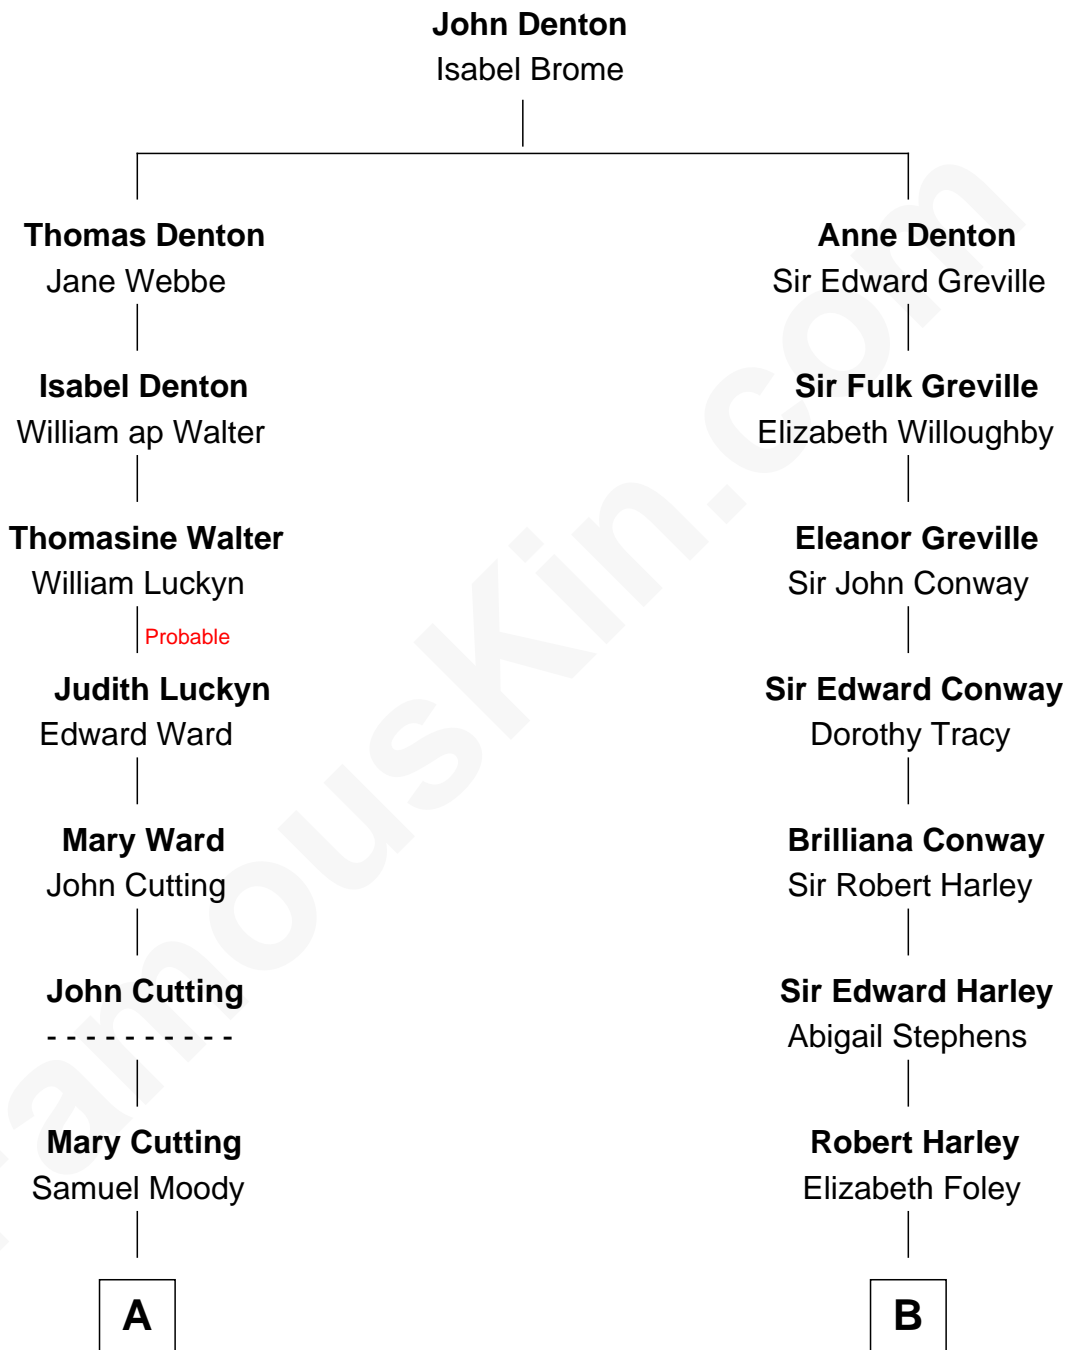 John Denton
Isabel Brome
Thomas Denton
Jane Webbe
Anne Denton
Sir Edward Greville
Isabel Denton
William ap Walter
Sir Fulk Greville
Elizabeth Willoughby
Thomasine Walter
William Luckyn
Eleanor Greville
Sir John Conway
Probable
Judith Luckyn
Edward Ward
Sir Edward Conway
Dorothy Tracy
Mary Ward
John Cutting
Brilliana Conway
Sir Robert Harley
John Cutting
- - - - - - - - - -
Sir Edward Harley
Abigail Stephens
Mary Cutting
Samuel Moody
Robert Harley
Elizabeth Foley
A
B
FamousKin.com